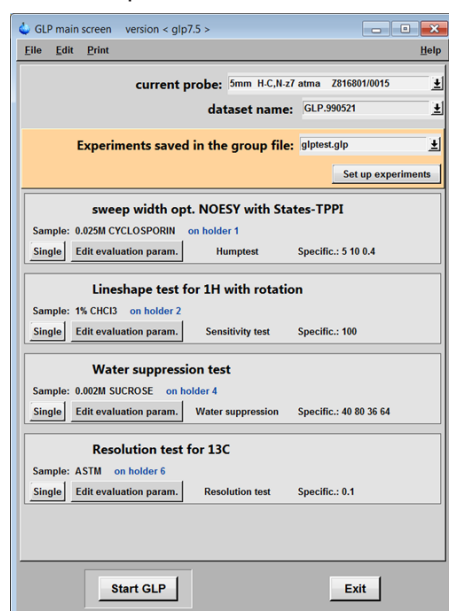 GLP main screen version < glp7.5 >
File Edit Print Help
current probe: 5mm H-C,N-z7 atma Z816801/0015
dataset name: GLP.990521
Experiments saved in the group file: glptest.glp
Set up experiments
sweep width opt. NOESY with States-TPPI
Sample: 0.025M CYCLOSPORIN on holder 1
Single Edit evaluation param. Humptest Specific.: 5 10 0.4
Lineshape test for 1H with rotation
Sample: 1% CHCl3 on holder 2
Single Edit evaluation param. Sensitivity test Specific.: 100
Water suppression test
Sample: 0.002M SUCROSE on holder 4
Single Edit evaluation param. Water suppression Specific.: 40 80 36 64
Resolution test for 13C
Sample: ASTM on holder 6
Single Edit evaluation param. Resolution test Specific.: 0.1
Start GLP Exit